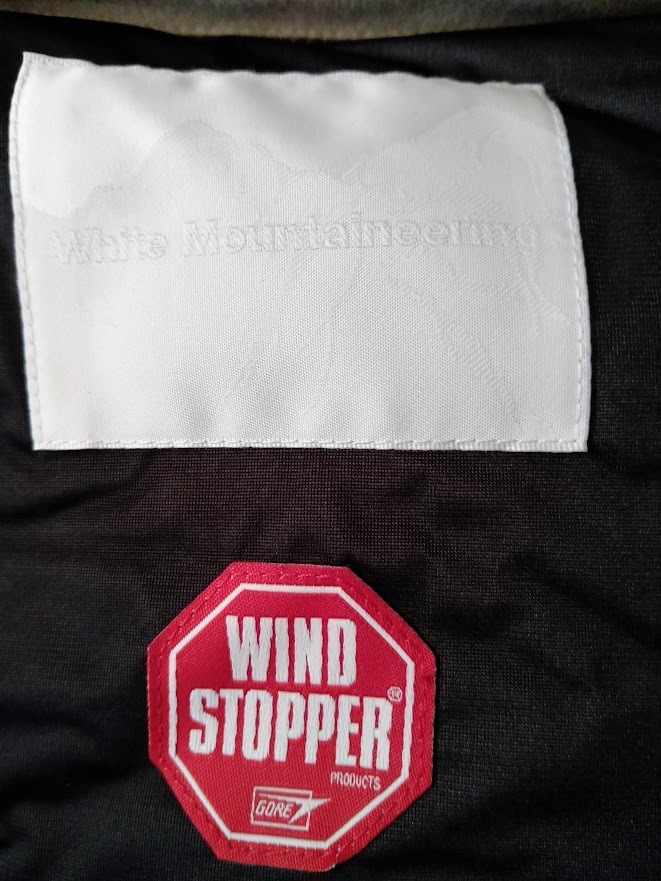 White Mountaineering
WIND
STOPPER®
PRODUCTS
GORE